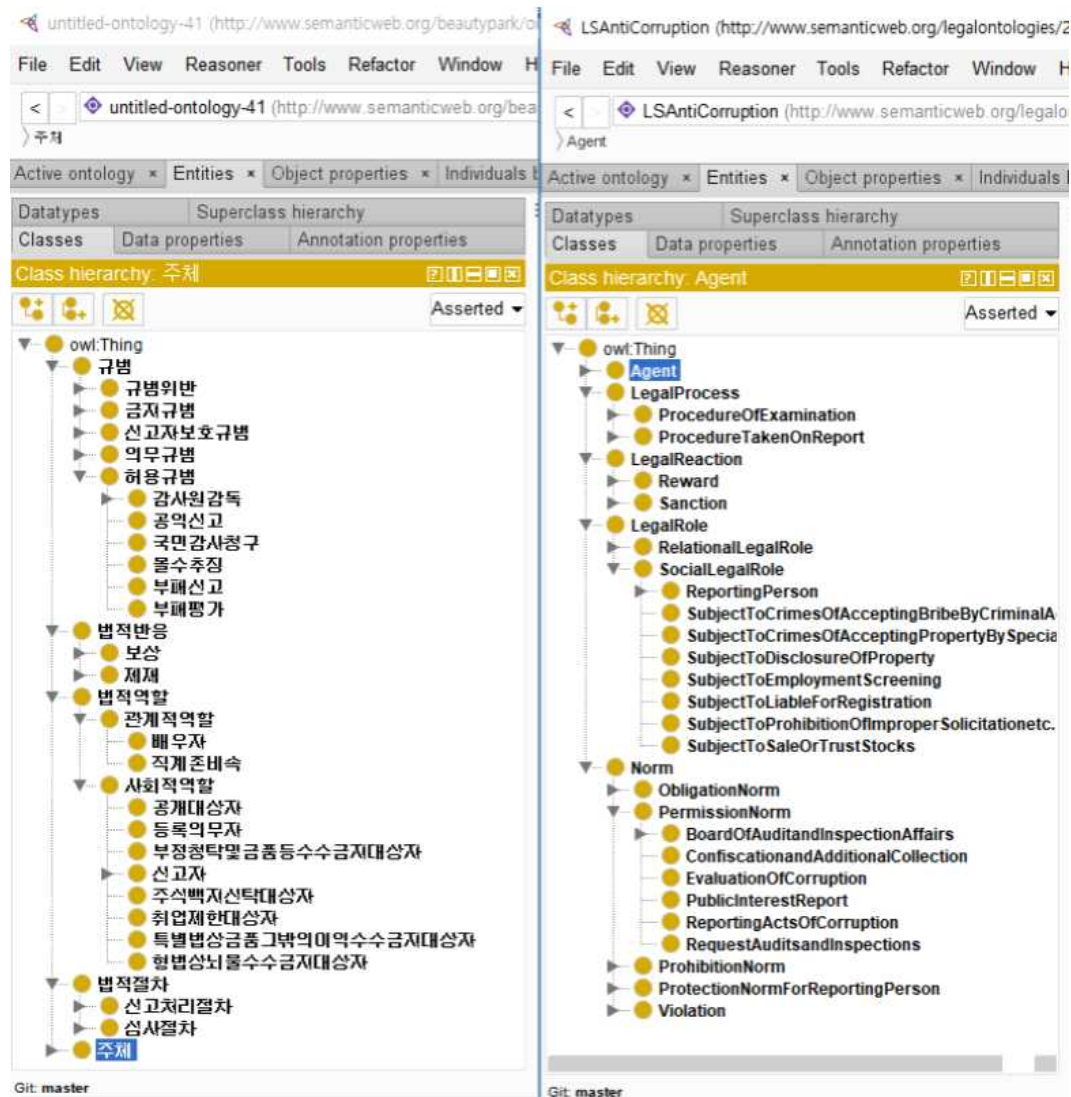 untitled-ontology-41 (http://www.semanticweb.org/beautypark/o
File Edit View Reasoner Tools Refactor Window H
< > untitled-ontology-41 (http://www.semanticweb.org/bea
주체
Active ontology × Entities × Object properties × Individuals b
Datatypes Superclass hierarchy
Classes Data properties Annotation properties
Class hierarchy: 주체
Asserted
owl:Thing
규범
규범위반
금지규범
신고자보호규범
의무규범
허용규범
감사원감독
공익신고
국민감사청구
몰수추징
부패신고
부패평가
법적반응
보상
제재
법적역할
관계적역할
배우자
직계존비속
사회적역할
공개대상자
등록의무자
부정청탁및금품등수수금지대상자
신고자
주식백지신탁대상자
취업제한대상자
특별법상금품그밖의이익수수금지대상자
형법상뇌물수수금지대상자
법적절차
신고처리절차
심사절차
주체
Git: master
LSAntiCorruption (http://www.semanticweb.org/legalontologies/2
File Edit View Reasoner Tools Refactor Window H
< > LSAntiCorruption (http://www.semanticweb.org/legalo
Agent
Active ontology × Entities × Object properties × Individuals b
Datatypes Superclass hierarchy
Classes Data properties Annotation properties
Class hierarchy: Agent
Asserted
owl:Thing
Agent
LegalProcess
ProcedureOfExamination
ProcedureTakenOnReport
LegalReaction
Reward
Sanction
LegalRole
RelationalLegalRole
SocialLegalRole
ReportingPerson
SubjectToCrimesOfAcceptingBribeByCriminalA
SubjectToCrimesOfAcceptingPropertyBySpecia
SubjectToDisclosureOfProperty
SubjectToEmploymentScreening
SubjectToLiableForRegistration
SubjectToProhibitionOfImproperSolicitationetc.
SubjectToSaleOrTrustStocks
Norm
ObligationNorm
PermissionNorm
BoardOfAuditandInspectionAffairs
ConfiscationandAdditionalCollection
EvaluationOfCorruption
PublicInterestReport
ReportingActsOfCorruption
RequestAuditsandInspections
ProhibitionNorm
ProtectionNormForReportingPerson
Violation
Git: master